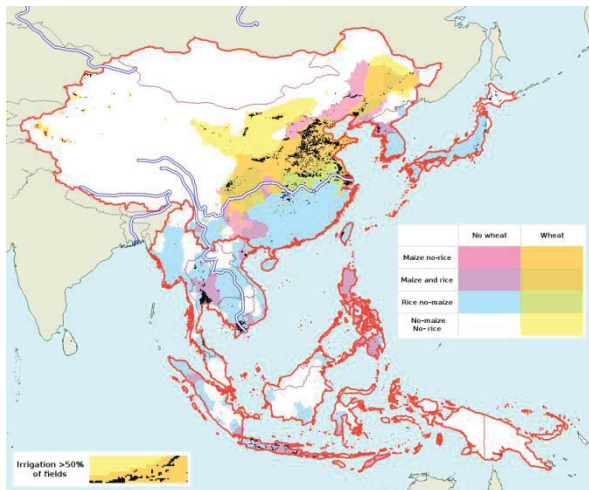 No wheat Wheat
Maize no-rice
Maize and rice
Rice no-maize
No-maize
No- rice
Irrigation >50%
of fields